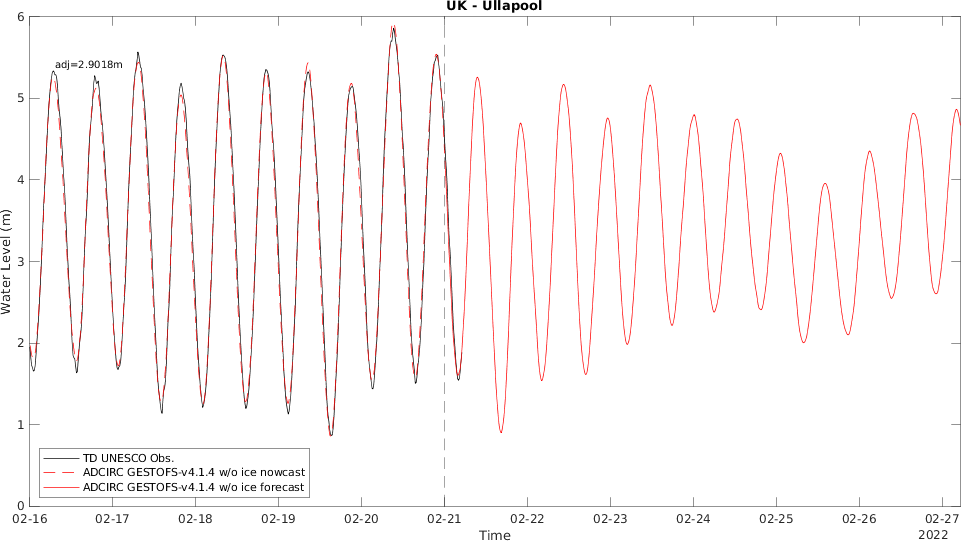 UK - Ullapool
6
adj=2.9018m
5
4
3
2
1
0
Water Level (m)
TD UNESCO Obs.
ADCIRC GESTOFS-v4.1.4 w/o ice nowcast
ADCIRC GESTOFS-v4.1.4 w/o ice forecast
02-16 02-17 02-18 02-19 02-20 02-21 02-22 02-23 02-24 02-25 02-26 02-27
Time
2022